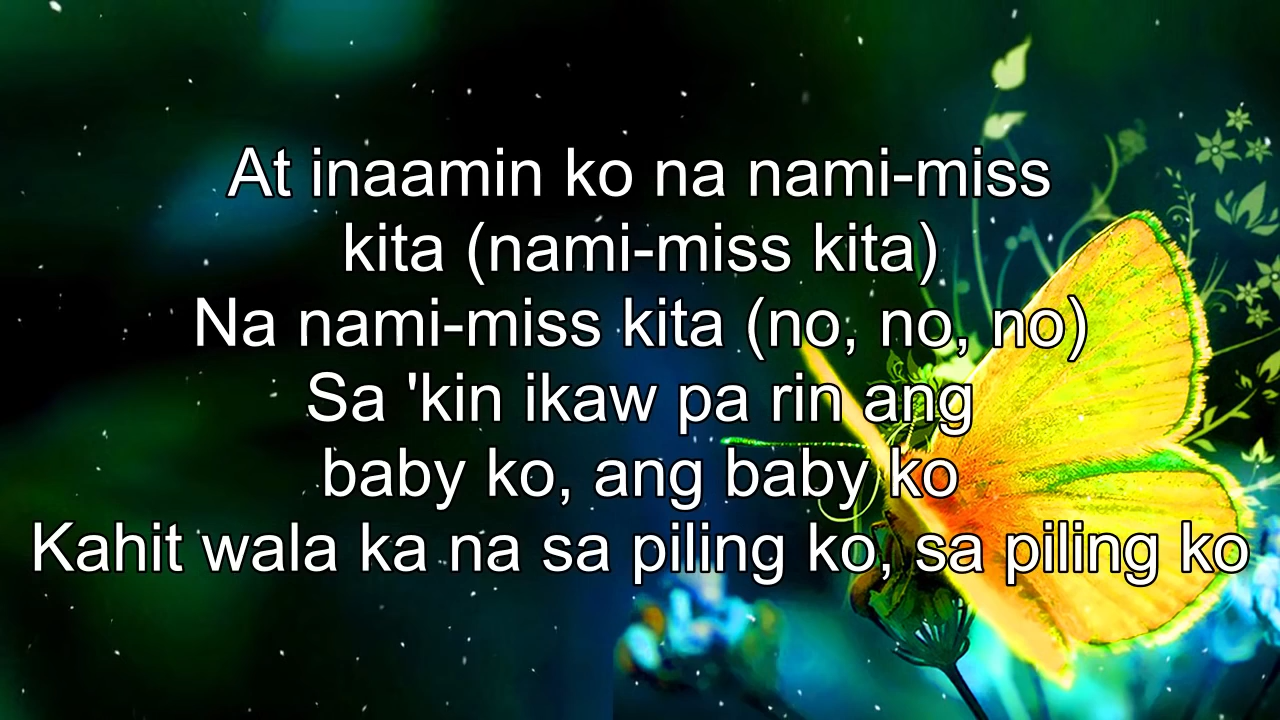 At inaamin ko na nami-miss
kita (nami-miss kita)
Na nami-miss kita (no, no, no)
Sa 'kin ikaw pa rin ang
baby ko, ang baby ko
Kahit wala ka na sa piling ko, sa piling ko